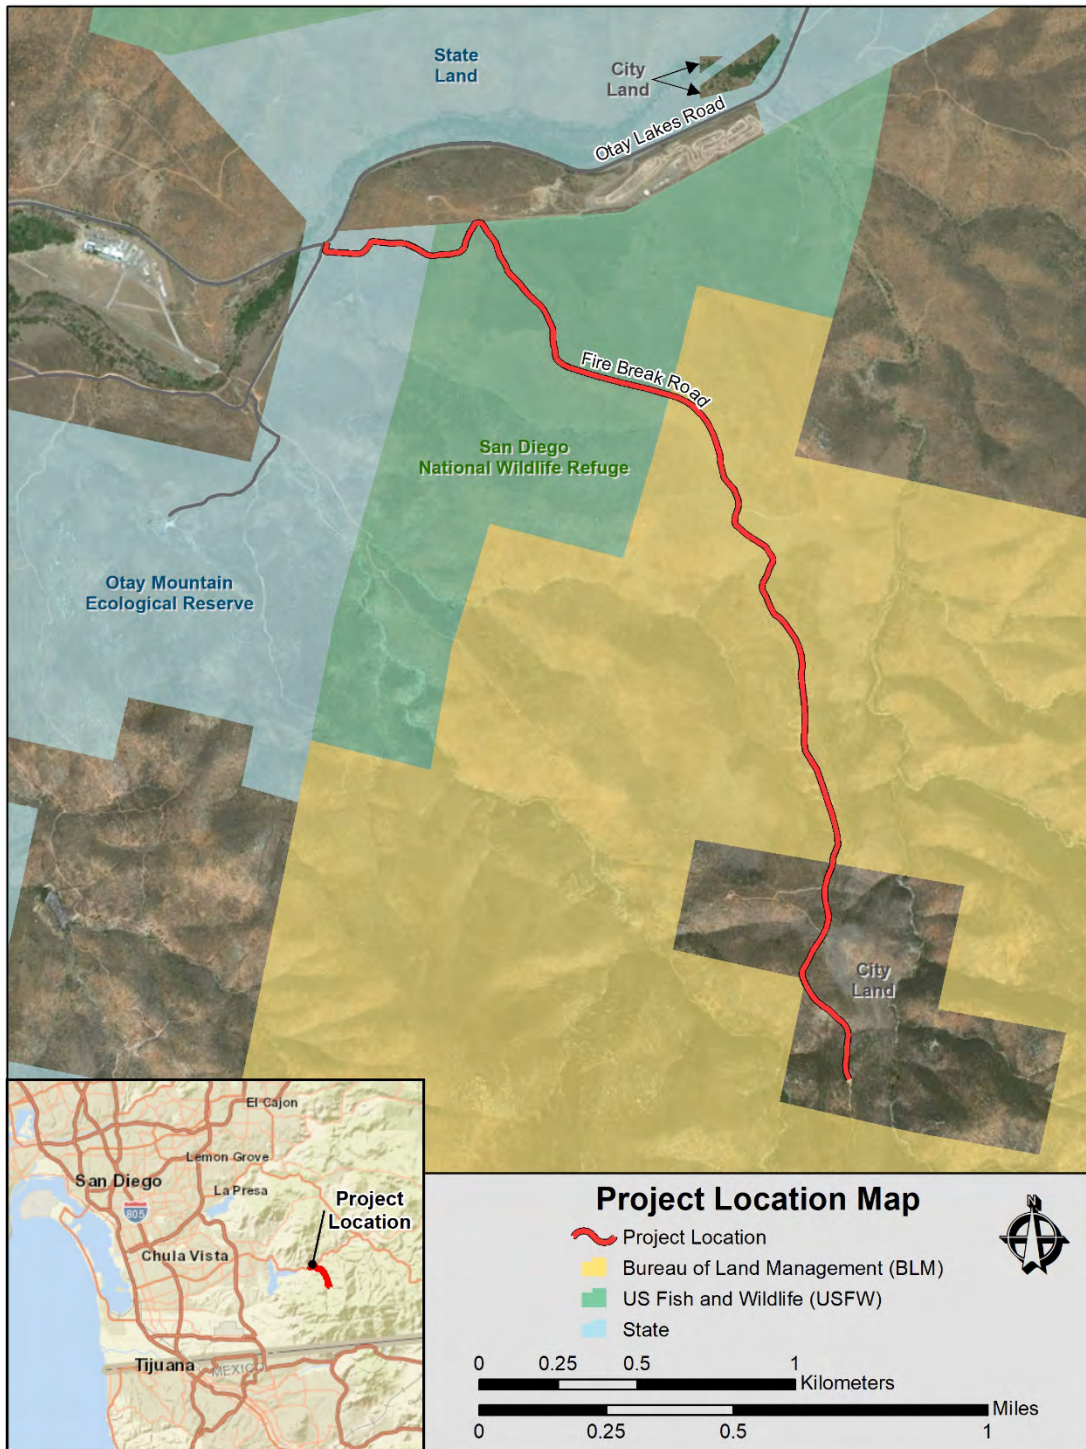 State
Land
City
Land
Otay Lakes Road
Fire Break Road
San Diego
National Wildlife Refuge
Otay Mountain
Ecological Reserve
City
Land
El Cajon
Lemon Grove
San Diego
La Presa
805
Project
Location
Chula Vista
Tijuana
MEXICO
Project Location Map
N
Project Location
Bureau of Land Management (BLM)
US Fish and Wildlife (USFW)
State
0 0.25 0.5 1
Kilometers
Miles
0 0.25 0.5 1